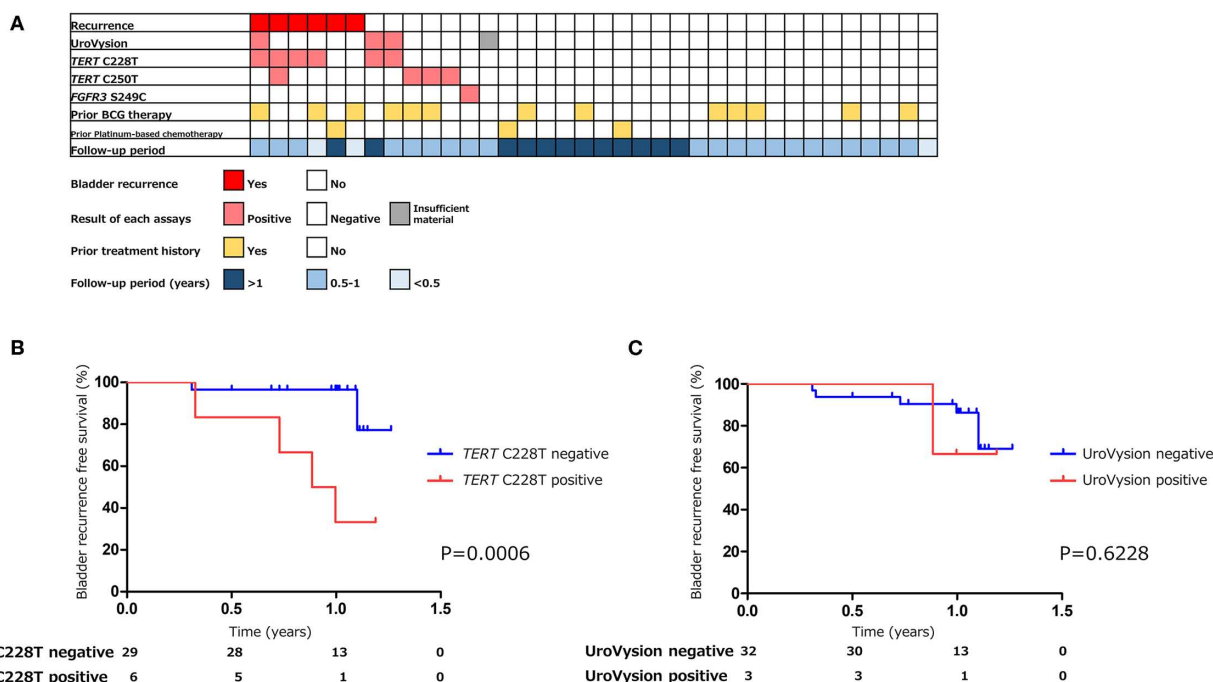 A
Recurrence
UroVysion
TERT C228T
TERT C250T
FGFR3 S249C
Prior BCG therapy
Prior Platinum-based chemotherapy
Follow-up period
Bladder recurrence Yes No
Result of each assays Positive Negative Insufficient material
Prior treatment history Yes No
Follow-up period (years) >1 0.5-1 <0.5
B
Bladder recurrence free survival (%)
100
80
60
40
20
0
0.0 0.5 1.0 1.5
Time (years)
TERT C228T negative
TERT C228T positive
P=0.0006
C228T negative 29 28 13 0
C228T positive 6 5 1 0
C
Bladder recurrence free survival (%)
100
80
60
40
20
0
0.0 0.5 1.0 1.5
Time (years)
UroVysion negative
UroVysion positive
P=0.6228
UroVysion negative 32 30 13 0
UroVysion positive 3 3 1 0